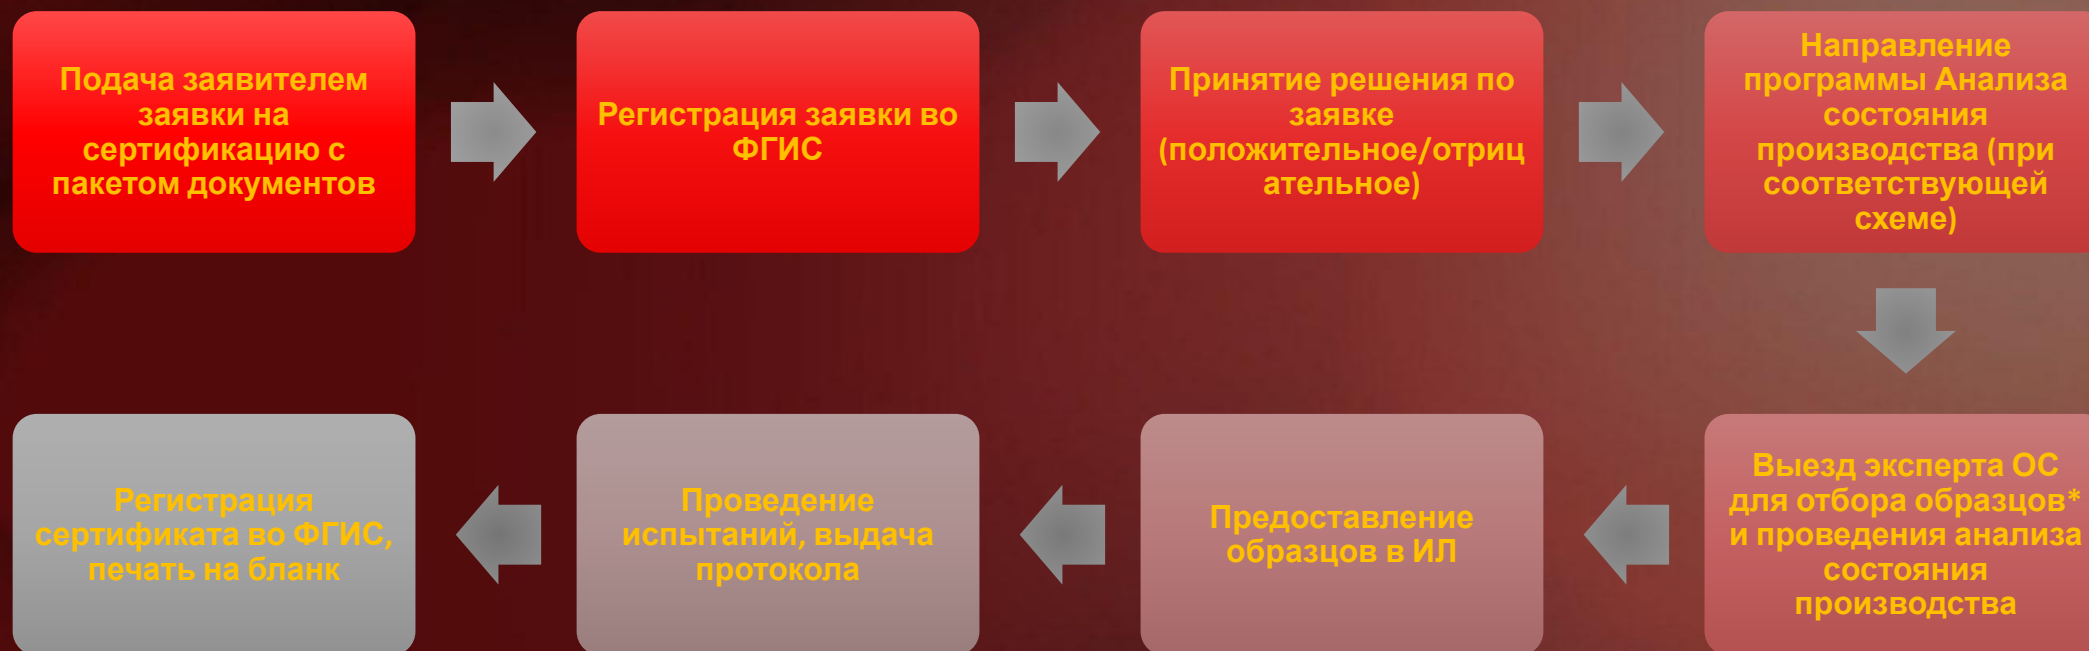 Подача заявителем
заявки на
сертификацию с
пакетом документов
Регистрация заявки во
ФГИС
Принятие решения по
заявке
(положительное/отриц
ательное)
Направление
программы Анализа
состояния
производства (при
соответствующей
схеме)
Выезд эксперта ОС
для отбора образцов*
и проведения анализа
состояния
производства
Предоставление
образцов в ИЛ
Проведение
испытаний, выдача
протокола
Регистрация
сертификата во ФГИС,
печать на бланк